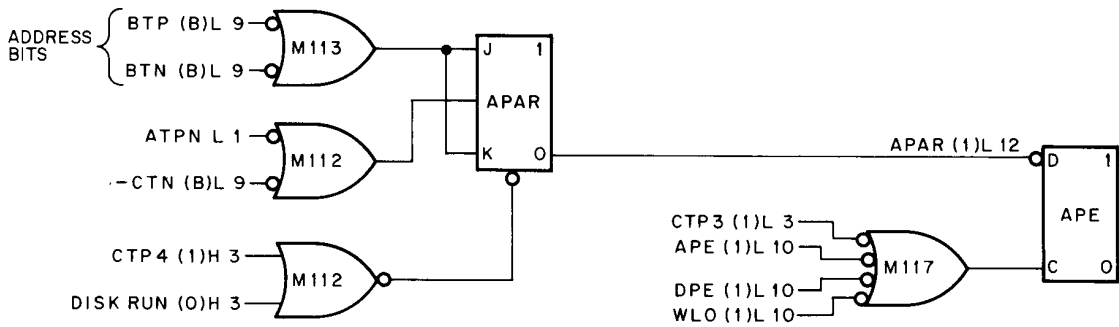 ADDRESS
BITS
BTP (B)L 9
BTN (B)L 9
M113
ATPN L 1
-CTN (B)L 9
M112
CTP4 (1)H 3
DISK RUN (0)H 3
M112
J 1
APAR
K 0
APAR (1)L 12
CTP3 (1)L 3
APE (1)L 10
DPE (1)L 10
WLO (1)L 10
M117
D 1
APE
C 0